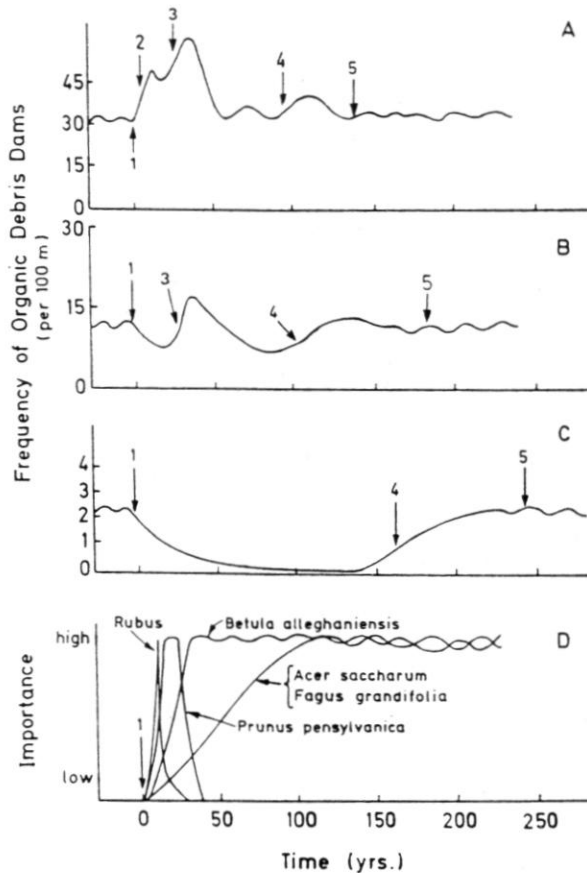 Frequency of Organic Debris Dams
(per 100 m)
A
45
30
15
0
1
2
3
4
5
B
30
15
0
1
3
4
5
C
4
3
2
1
0
1
4
5
D
Importance
high
low
Rubus
Betula alleghaniensis
Acer saccharum
Fagus grandifolia
Prunus pensylvanica
1
0 50 100 150 200 250
Time (yrs.)